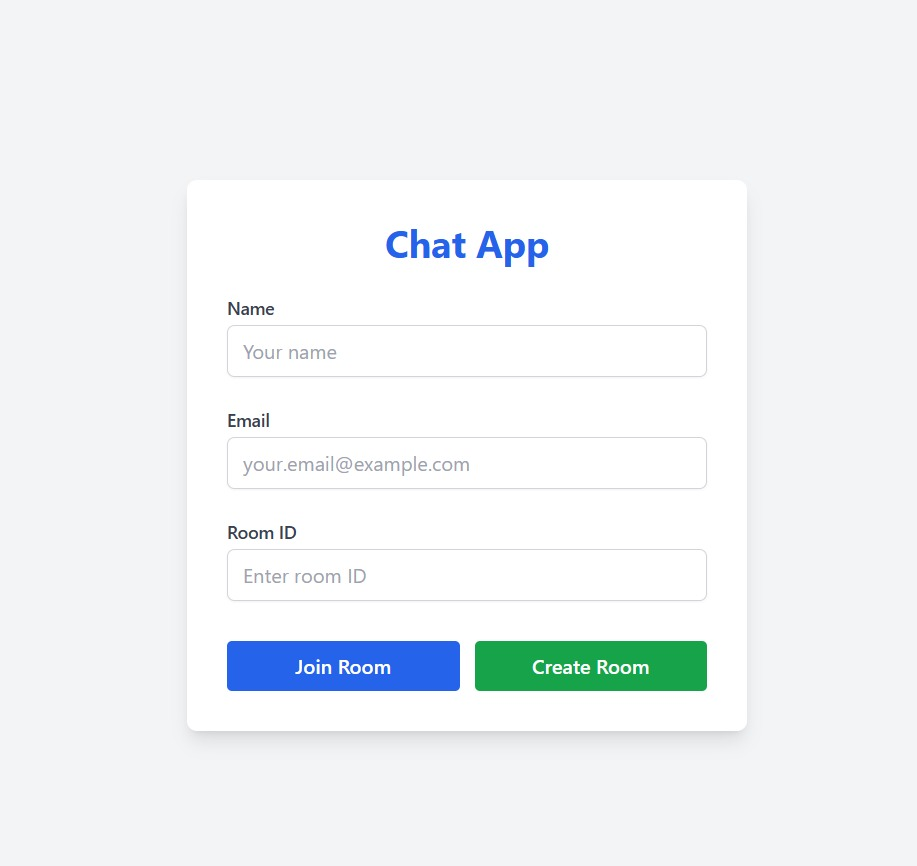 Chat App
Name
Your name
Email
your.email@example.com
Room ID
Enter room ID
Join Room
Create Room